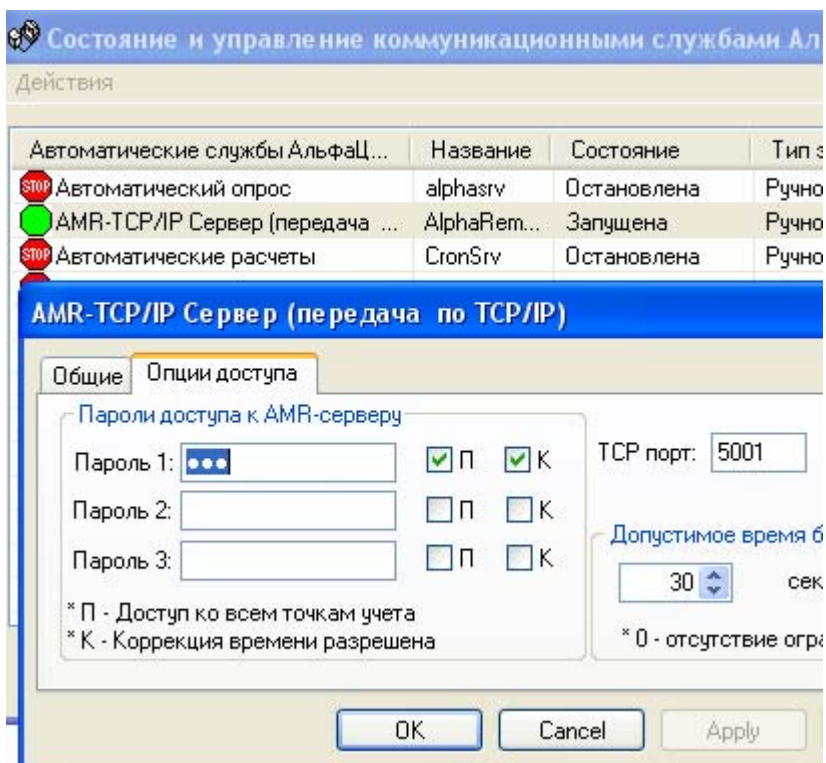 Состояние и управление коммуникационными службами Ал
Действия
Автоматические службы АльфаЦ... Название Состояние Тип з
STOP Автоматический опрос alphasrv Остановлена Ручно
AMR-TCP/IP Сервер (передача ... AlphaRem... Запущена Ручно
STOP Автоматические расчеты CronSrv Остановлена Ручно
AMR-TCP/IP Сервер (передача по TCP/IP)
Общие Опции доступа
Пароли доступа к AMR-серверу
Пароль 1: ●●● П К TCP порт: 5001
Пароль 2: П К
Допустимое время б
Пароль 3: П К
30 сек
* П - Доступ ко всем точкам учета
* К - Коррекция времени разрешена
* 0 - отсутствие огра
OK Cancel Apply